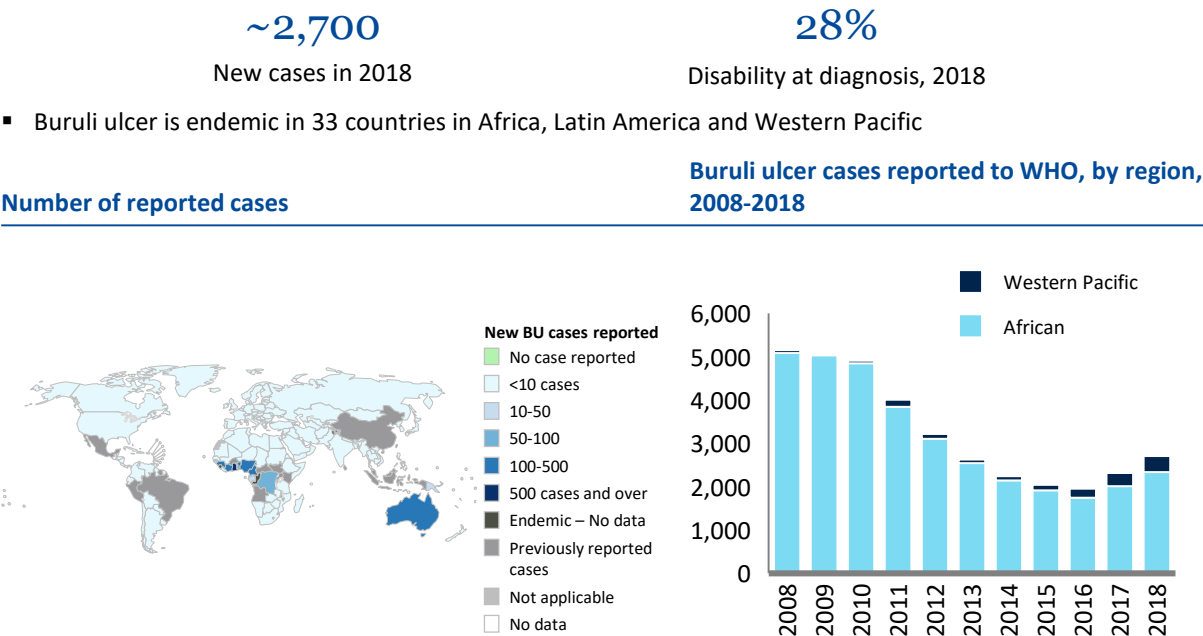 ~2,700
New cases in 2018
28%
Disability at diagnosis, 2018
▪ Buruli ulcer is endemic in 33 countries in Africa, Latin America and Western Pacific
Number of reported cases
Buruli ulcer cases reported to WHO, by region,
2008-2018
New BU cases reported
No case reported
<10 cases
10-50
50-100
100-500
500 cases and over
Endemic – No data
Previously reported
cases
Not applicable
No data
Western Pacific
African
6,000
5,000
4,000
3,000
2,000
1,000
0
2008
2009
2010
2011
2012
2013
2014
2015
2016
2017
2018